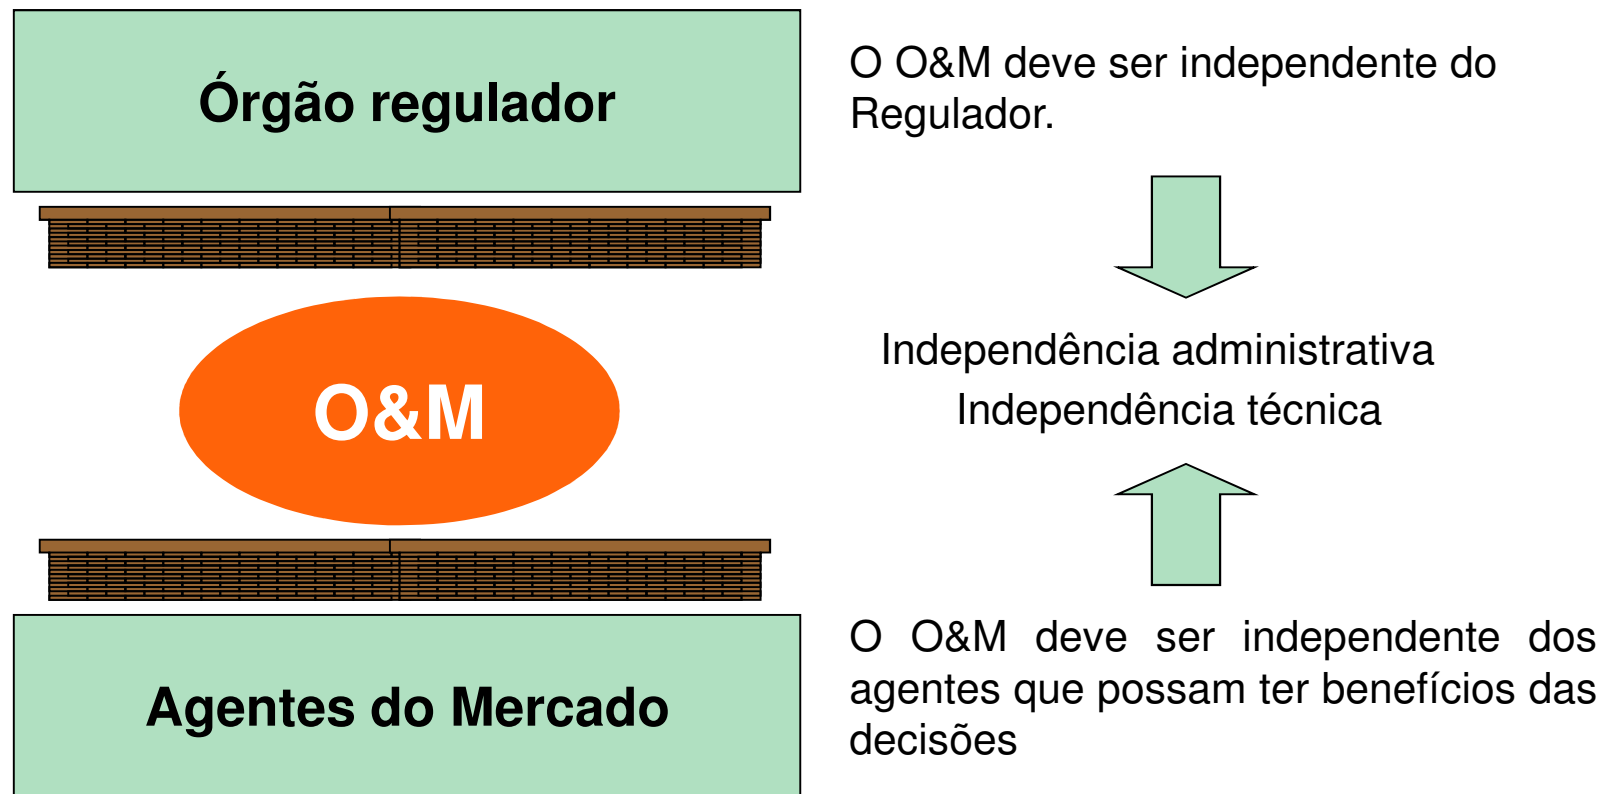 Órgão regulador
O O&M deve ser independente do
Regulador.
O&M
Independência administrativa
Independência técnica
Agentes do Mercado
O O&M deve ser independente dos
agentes que possam ter benefícios das
decisões